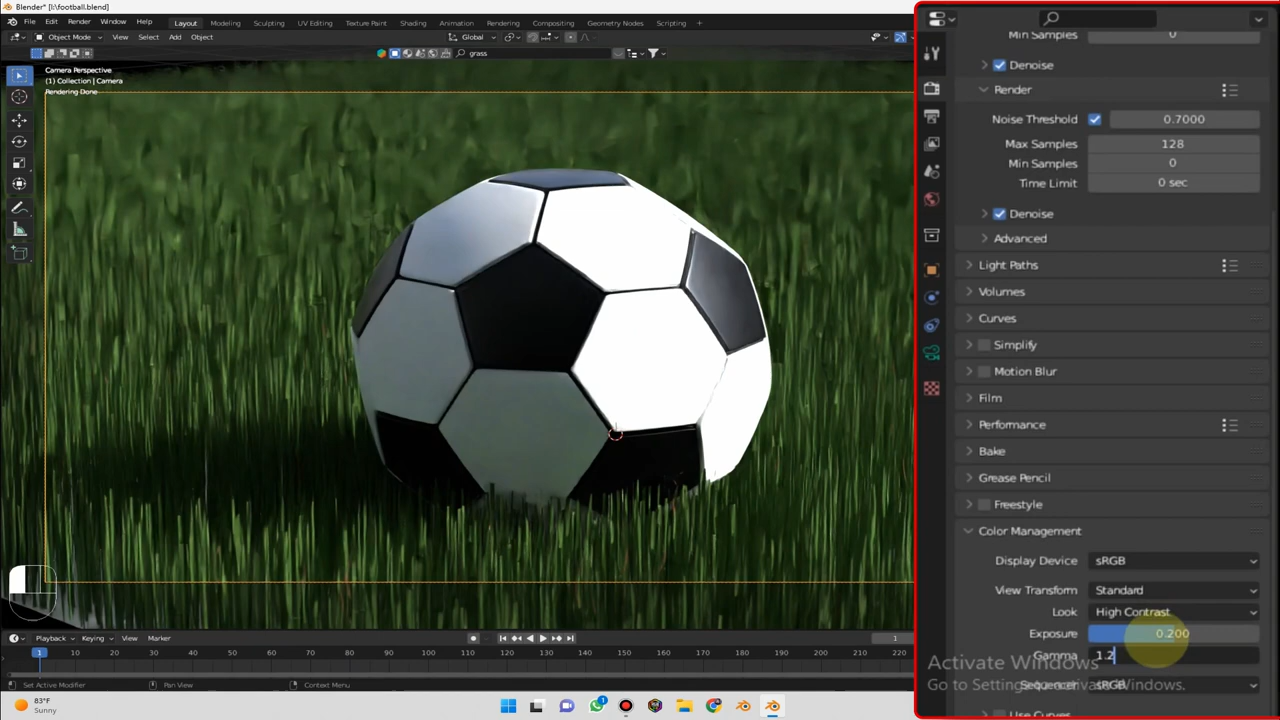 Blender* [I:\football.blend]
File Edit Render Window Help Layout Modeling Sculpting UV Editing Texture Paint Shading Animation Rendering Compositing Geometry Nodes Scripting +
Object Mode View Select Add Object Global
grass
Camera Perspective
(1) Collection | Camera
Rendering Done
Playback Keying View Marker 1
1 10 20 30 40 50 60 70 80 90 100 110 120 130 140 150 160 170 180 190 200 210 220
Set Active Modifier Pan View Context Menu
83°F
Sunny
1
Min Samples 0
Denoise
Render
Noise Threshold 0.7000
Max Samples 128
Min Samples 0
Time Limit 0 sec
Denoise
Advanced
Light Paths
Volumes
Curves
Simplify
Motion Blur
Film
Performance
Bake
Grease Pencil
Freestyle
Color Management
Display Device sRGB
View Transform Standard
Look High Contrast
Exposure 0.200
Gamma 1.2
Activate Windows
Sequencer sRGB
Use Curves